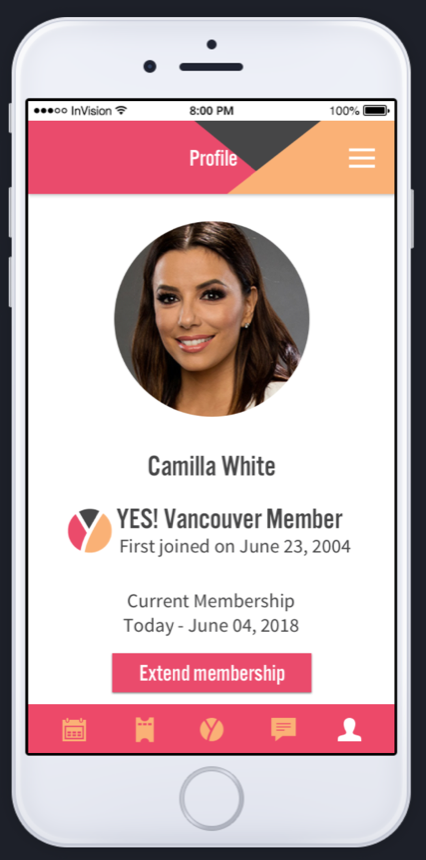 InVision 8:00 PM 100%
Profile
Camilla White
YES! Vancouver Member
First joined on June 23, 2004
Current Membership
Today - June 04, 2018
Extend membership